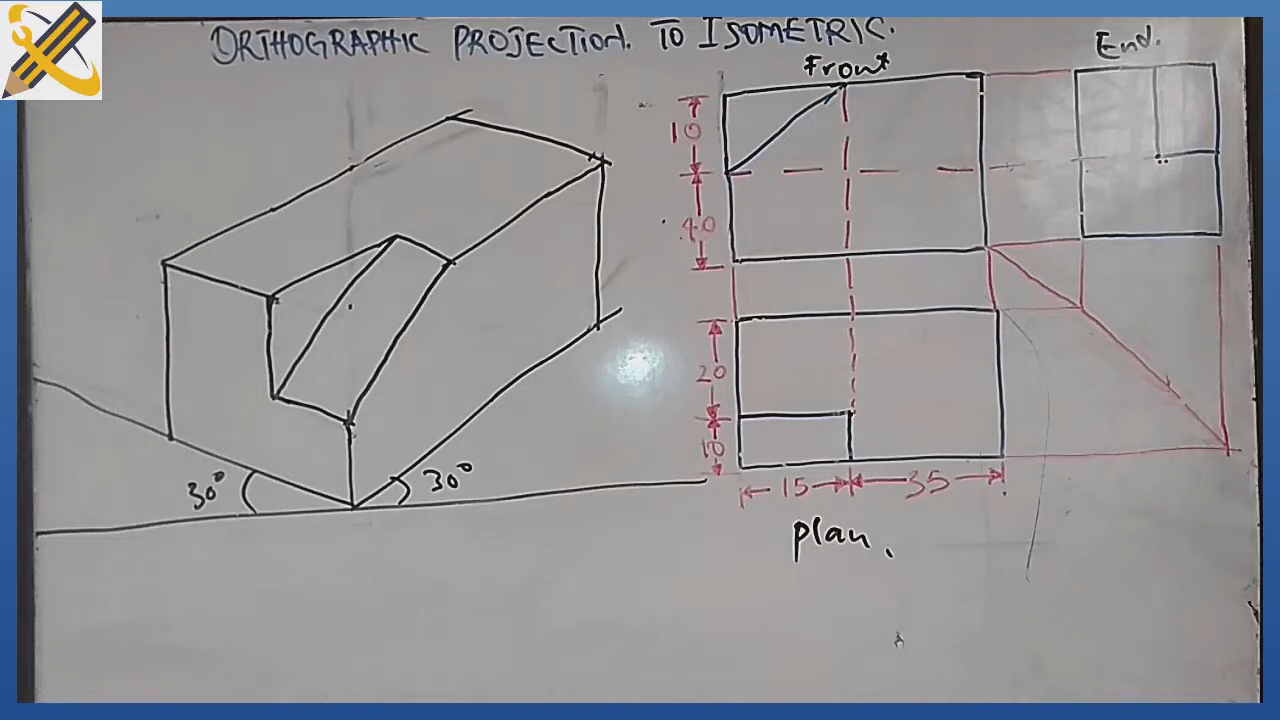 ORTHOGRAPHIC PROJECTION. TO ISOMETRIC.
Front
End.
10
40
20
10
15
35
plan.
30°
30°